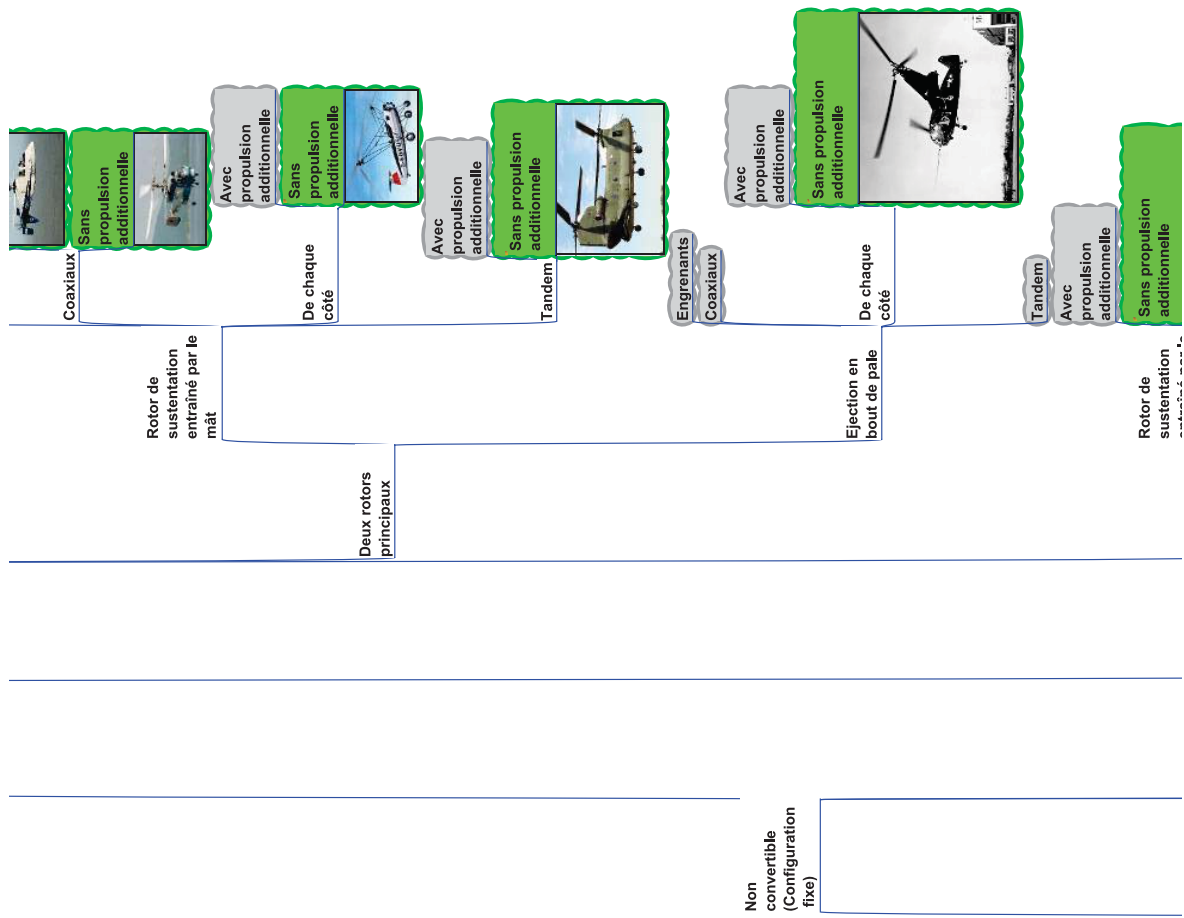 Coaxiaux
Sans
propulsion
additionnelle
Rotor de
sustentation
entraîné par le
mât
Avec
propulsion
additionnelle
De chaque
côté
Sans
propulsion
additionnelle
Deux rotors
principaux
Tandem
Avec
propulsion
additionnelle
Sans propulsion
additionnelle
Engrenants
Coaxiaux
Ejection en
bout de pale
De chaque
côté
Avec
propulsion
additionnelle
Sans propulsion
additionnelle
Tandem
Avec
propulsion
additionnelle
Sans propulsion
additionnelle
Rotor de
sustentation
Non
convertible
(Configuration
fixe)